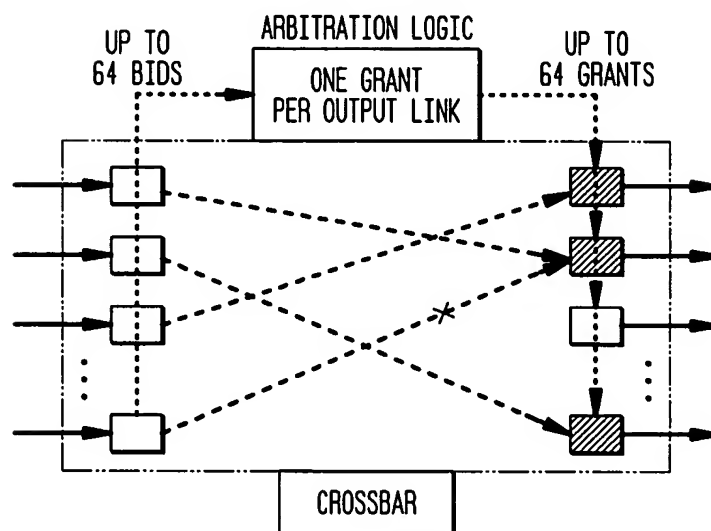 ARBITRATION LOGIC
UP TO
64 BIDS
ONE GRANT
PER OUTPUT LINK
UP TO
64 GRANTS
CROSSBAR